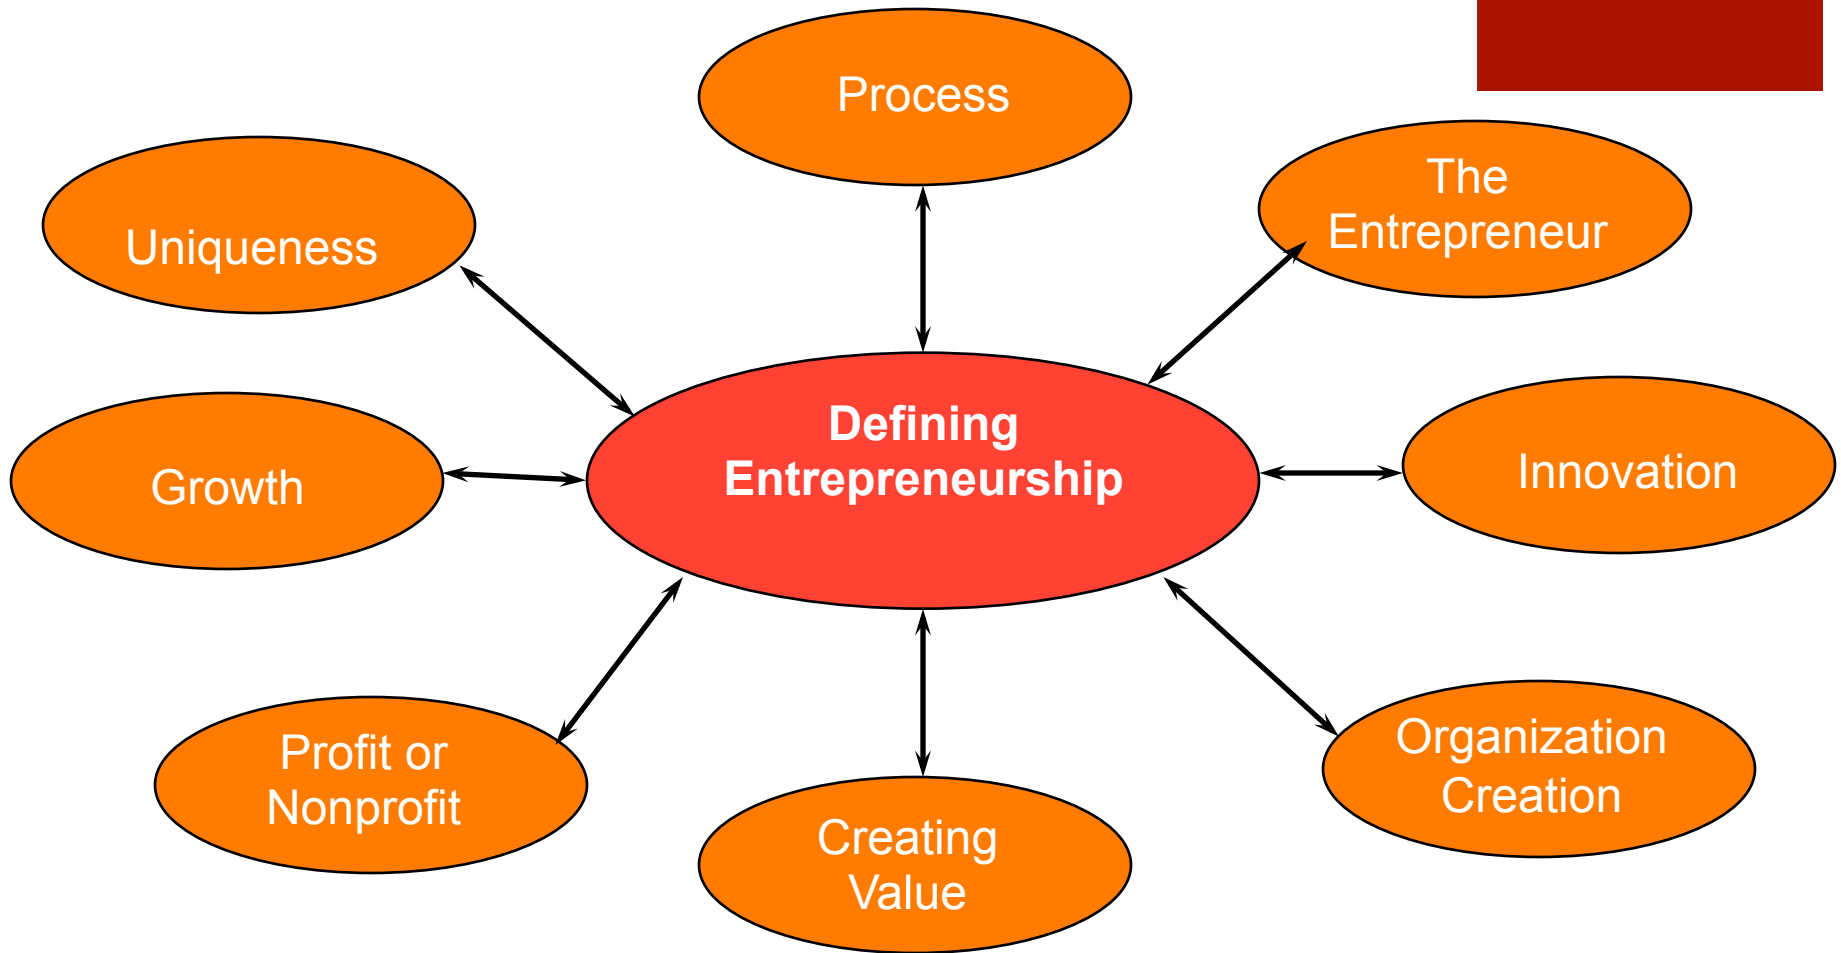 Process
The
Entrepreneur
Uniqueness
Defining
Entrepreneurship
Growth
Innovation
Profit or
Nonprofit
Organization
Creation
Creating
Value